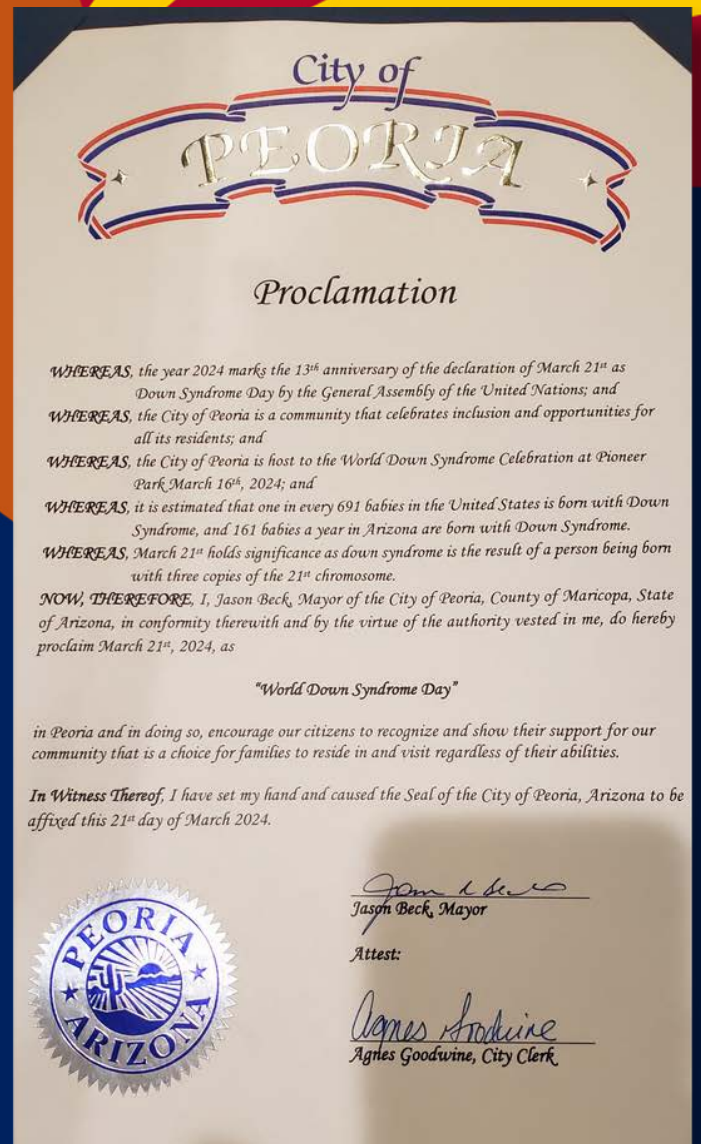 City of
PEORIA
Proclamation
WHEREAS, the year 2024 marks the 13th anniversary of the declaration of March 21st as
Down Syndrome Day by the General Assembly of the United Nations; and
WHEREAS, the City of Peoria is a community that celebrates inclusion and opportunities for
all its residents; and
WHEREAS, the City of Peoria is host to the World Down Syndrome Celebration at Pioneer
Park March 16th, 2024; and
WHEREAS, it is estimated that one in every 691 babies in the United States is born with Down
Syndrome, and 161 babies a year in Arizona are born with Down Syndrome.
WHEREAS, March 21st holds significance as down syndrome is the result of a person being born
with three copies of the 21st chromosome.
NOW, THEREFORE, I, Jason Beck, Mayor of the City of Peoria, County of Maricopa, State
of Arizona, in conformity therewith and by the virtue of the authority vested in me, do hereby
proclaim March 21st, 2024, as
"World Down Syndrome Day"
in Peoria and in doing so, encourage our citizens to recognize and show their support for our
community that is a choice for families to reside in and visit regardless of their abilities.
In Witness Thereof, I have set my hand and caused the Seal of the City of Peoria, Arizona to be
affixed this 21st day of March 2024.
Jason Beck, Mayor
Attest:
Agnes Goodwine
Agnes Goodwine, City Clerk
PEORIA
ARIZONA